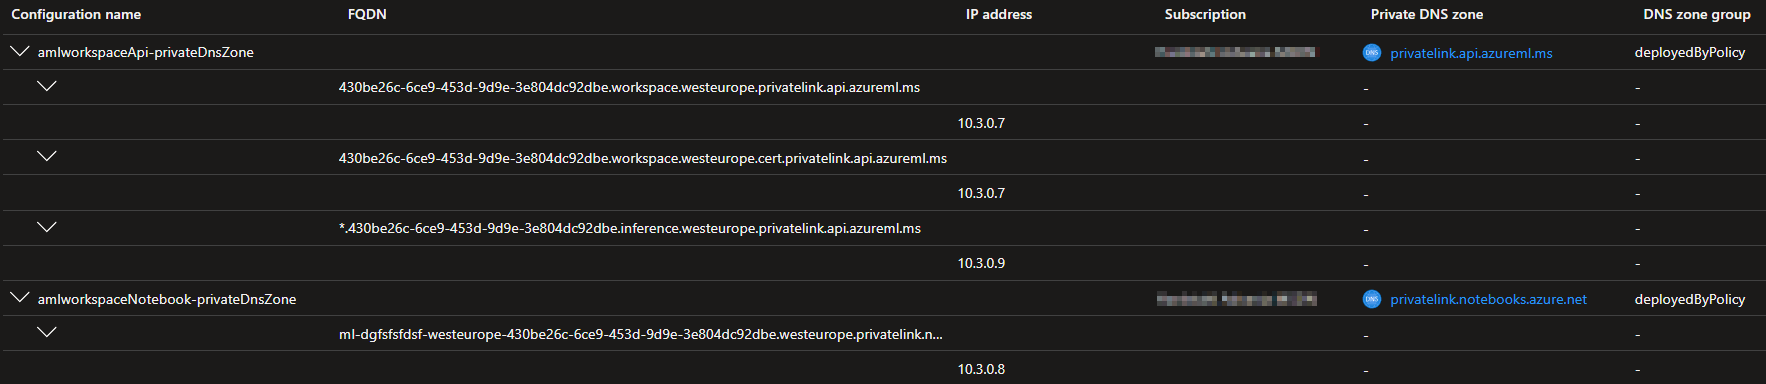 Configuration name FQDN IP address Subscription Private DNS zone DNS zone group
amlworkspaceApi-privateDnsZone DNS privatelink.api.azureml.ms deployedByPolicy
430be26c-6ce9-453d-9d9e-3e804dc92dbe.workspace.westeurope.privatelink.api.azureml.ms - -
10.3.0.7 - -
430be26c-6ce9-453d-9d9e-3e804dc92dbe.workspace.westeurope.cert.privatelink.api.azureml.ms - -
10.3.0.7 - -
*.430be26c-6ce9-453d-9d9e-3e804dc92dbe.inference.westeurope.privatelink.api.azureml.ms - -
10.3.0.9 - -
amlworkspaceNotebook-privateDnsZone DNS privatelink.notebooks.azure.net deployedByPolicy
ml-dgfsfsfdsf-westeurope-430be26c-6ce9-453d-9d9e-3e804dc92dbe.westeurope.privatelink.n... - -
10.3.0.8 - -